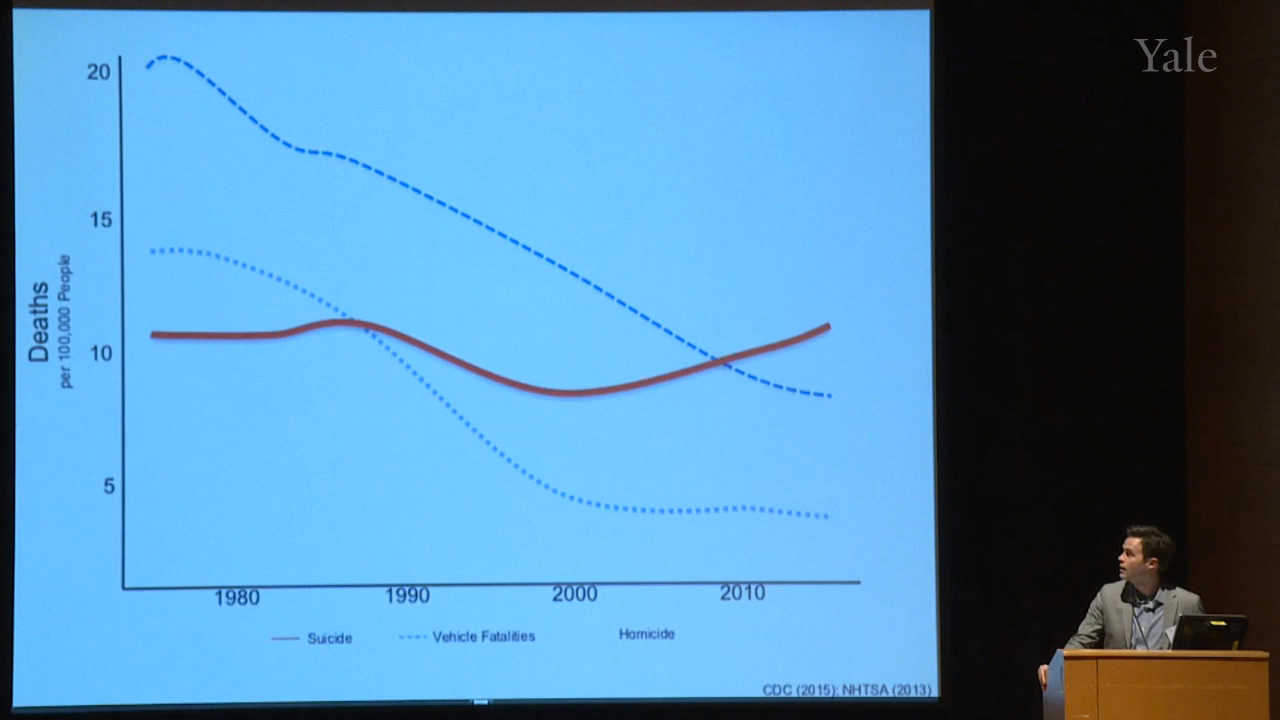 Yale
20
15
10
5
Deaths
per 100,000 People
1980 1990 2000 2010
Suicide Vehicle Fatalities Homicide
CDC (2015); NHTSA (2013)